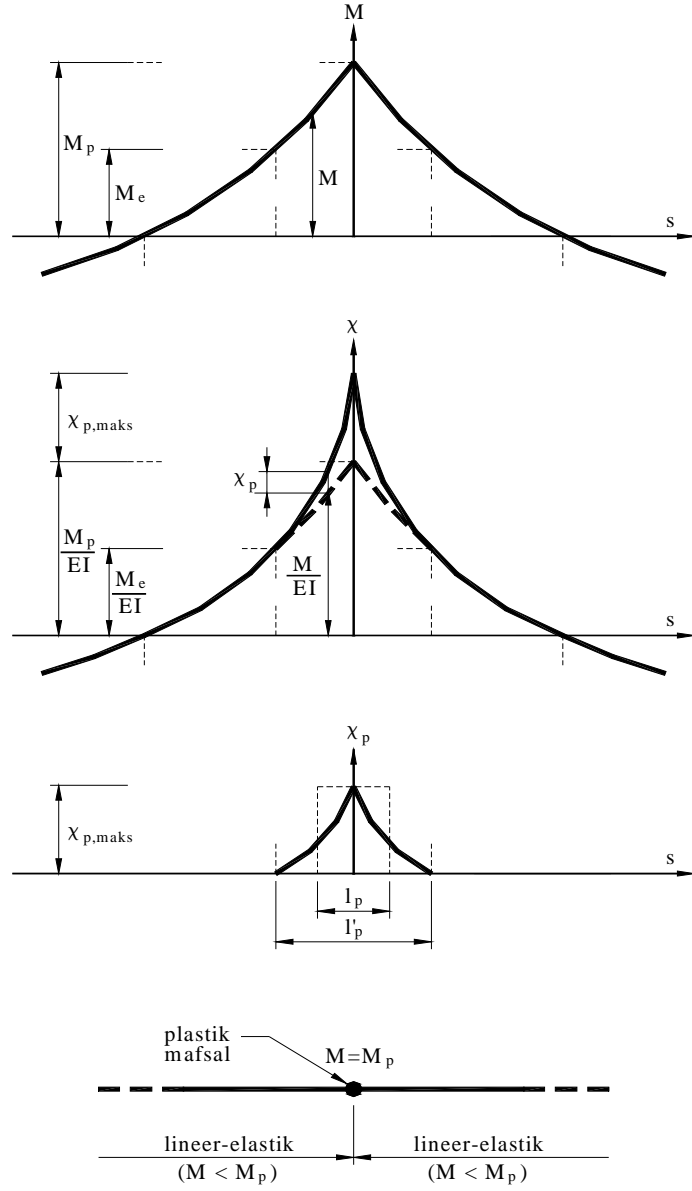 M
M p
M e
M
s
χ
χ p,maks
χ p
M p
EI
M e
EI
M
EI
s
χ p
χ p,maks
s
l p
l'p
plastik
mafsal
M=M p
lineer-elastik
(M < M p)
lineer-elastik
(M < M p)